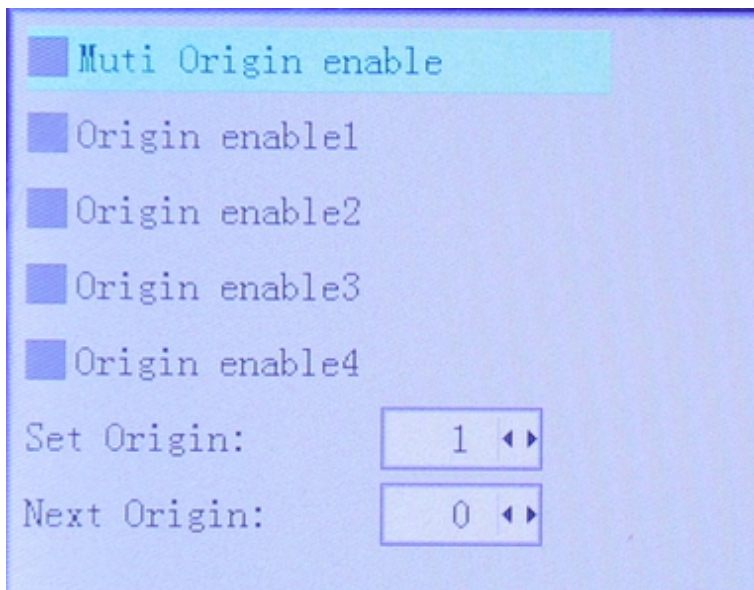 Muti Origin enable
Origin enable1
Origin enable2
Origin enable3
Origin enable4
Set Origin: 1
Next Origin: 0